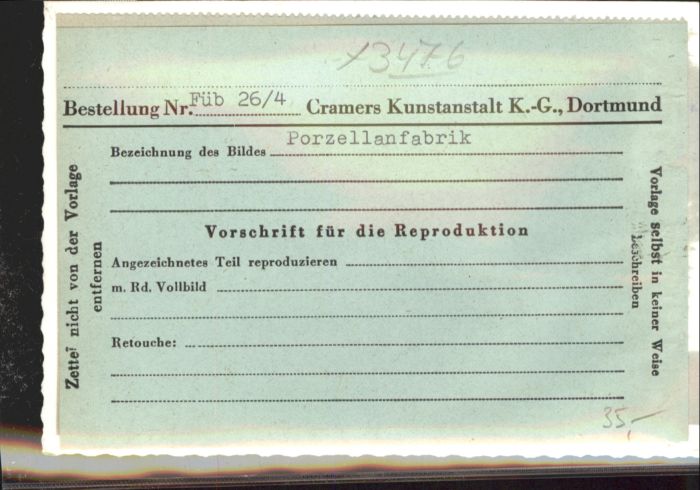 13476
Bestellung Nr. Füb 26/4 Cramers Kunstanstalt K.-G., Dortmund
Bezeichnung des Bildes Porzellanfabrik
Vorschrift für die Reproduktion
Angezeichnetes Teil reproduzieren
m. Rd. Vollbild
Retouche:
Zettel nicht von der Vorlage
entfernen
Vorlage selbst in keiner Weise
beschreiben
35,-